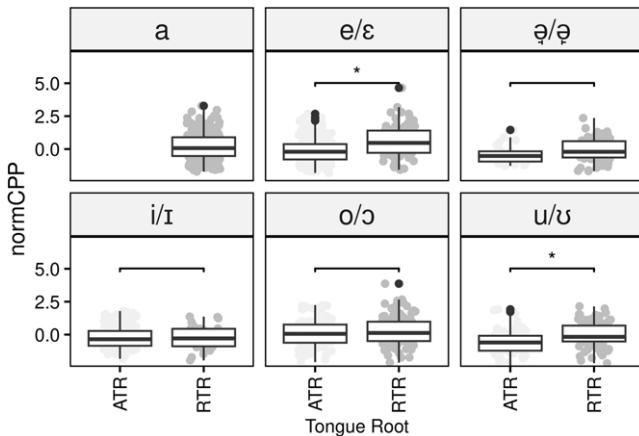 a
e/ɛ
ə̘/ə̙
*
5.0
2.5
0.0
normCPP
i/ɪ
o/ɔ
u/ʊ
*
5.0
2.5
0.0
ATR
RTR
ATR
RTR
ATR
RTR
Tongue Root